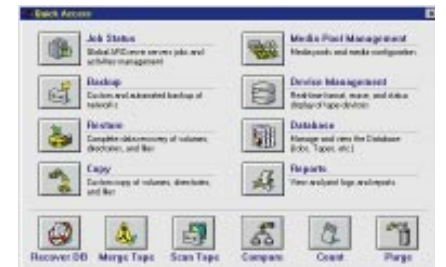 Quick Access
Job Status
Global ARCserve servers jobs and
activities management
Media Pool Management
Media pools and media configuration
Backup
Custom and automated backup of
networks
Device Management
Real-time format, erase, and status
display of tape devices
Restore
Complete data recovery of volumes,
directories, and files
Database
Manage and view the Database
(Jobs, Tapes, etc.)
Copy
Custom copy of volumes, directories,
and files
Reports
View and print logs and reports
Recover DB
Merge Tape
Scan Tape
Compare
Count
Purge